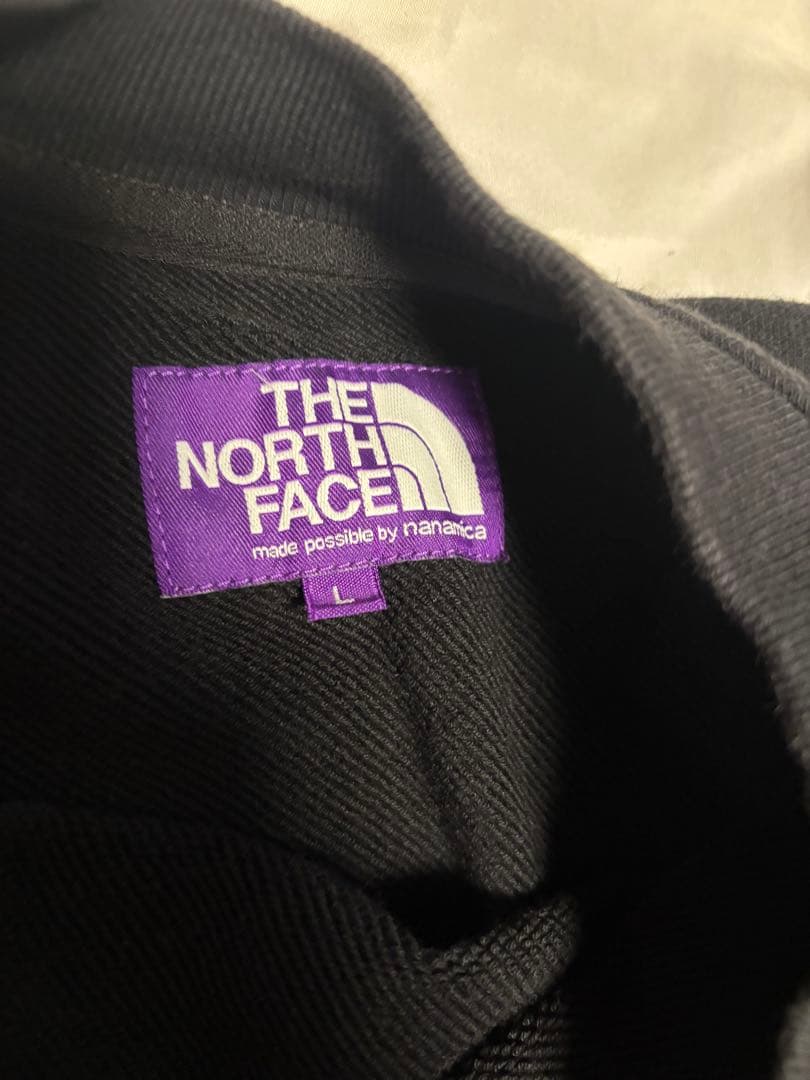 THE
NORTH
FACE
made possible by nanamica
L